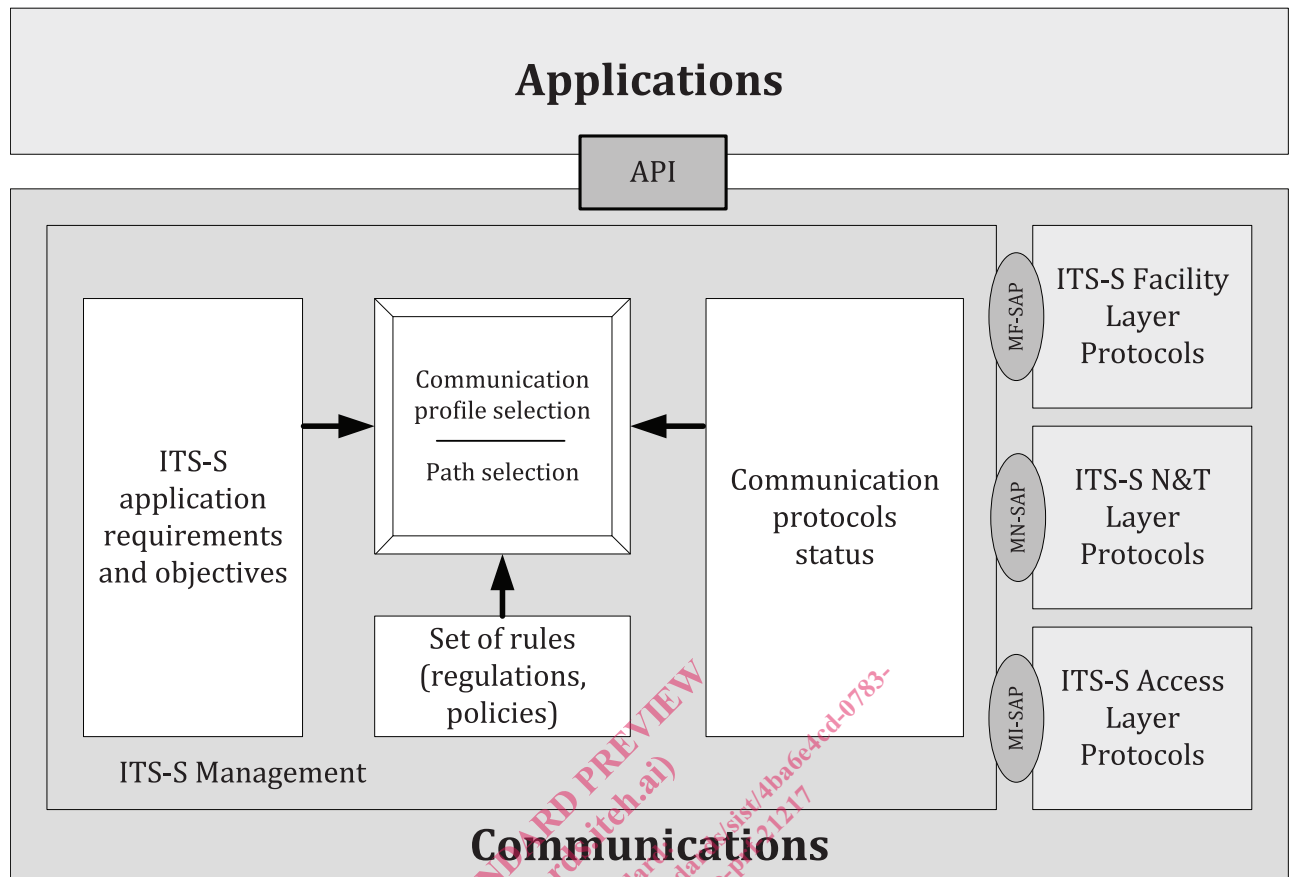 Applications
API
ITS-S
application
requirements
and objectives
Communication
profile selection
Path selection
Set of rules
(regulations,
policies)
Communication
protocols
status
ITS-S Management
MF-SAP
ITS-S Facility
Layer
Protocols
MN-SAP
ITS-S N&T
Layer
Protocols
MI-SAP
ITS-S Access
Layer
Protocols
Communications